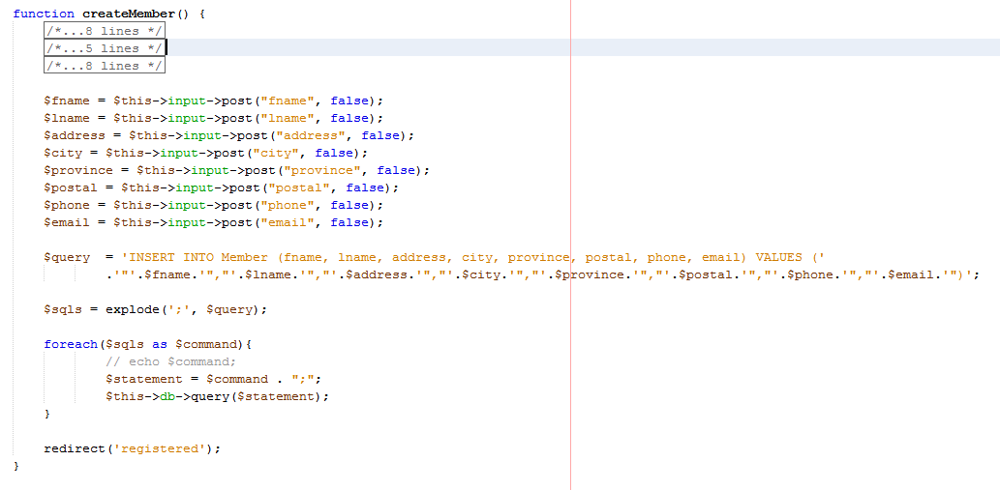 function createMember() {
/*...8 lines */
/*...5 lines */
/*...8 lines */
$fname = $this->input->post("fname", false);
$lname = $this->input->post("lname", false);
$address = $this->input->post("address", false);
$city = $this->input->post("city", false);
$province = $this->input->post("province", false);
$postal = $this->input->post("postal", false);
$phone = $this->input->post("phone", false);
$email = $this->input->post("email", false);
$query  = 'INSERT INTO Member (fname, lname, address, city, province, postal, phone, email) VALUES ('
.'"'.$fname.'","'.$lname.'","'.$address.'","'.$city.'","'.$province.'","'.$postal.'","'.$phone.'","'.$email.'")';
$sqls = explode(';', $query);
foreach($sqls as $command){
// echo $command;
$statement = $command . ";";
$this->db->query($statement);
}
redirect('registered');
}